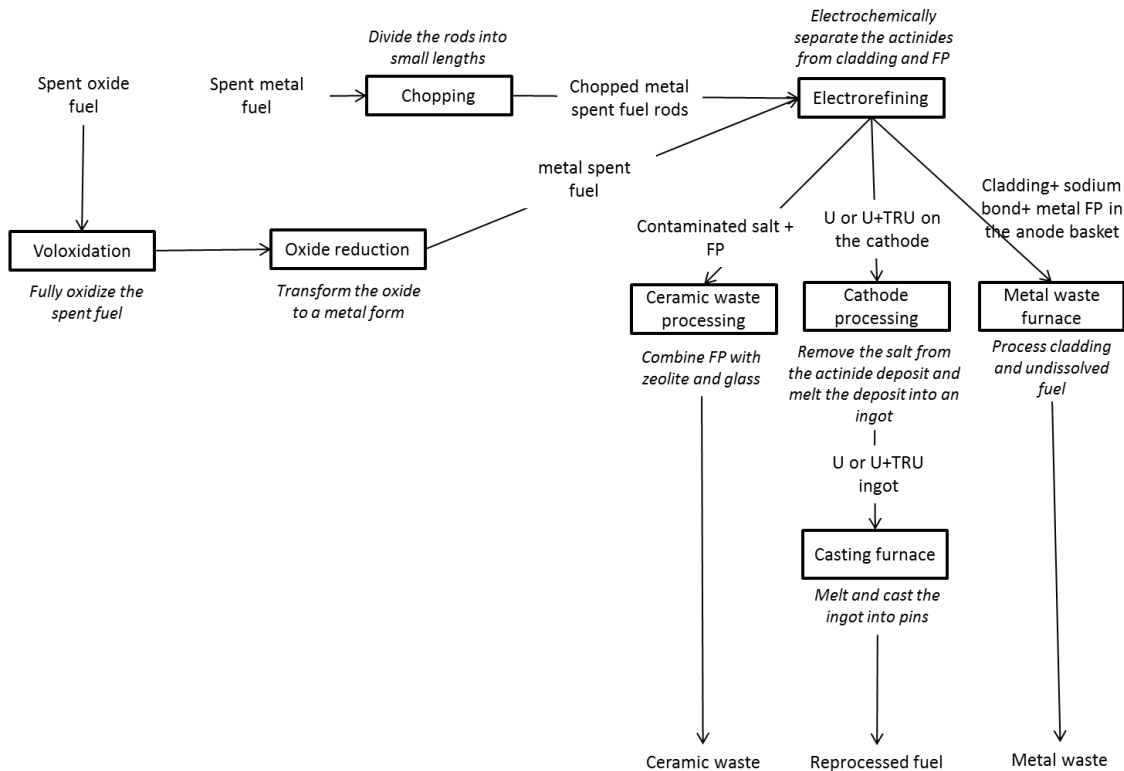 Electrochemically
separate the actinides
from cladding and FP
Divide the rods into
small lengths
Spent oxide
fuel
Spent metal
fuel
Chopping
Chopped metal
spent fuel rods
Electrorefining
metal spent
fuel
Cladding+ sodium
bond+ metal FP in
the anode basket
Contaminated salt +
FP
U or U+TRU on
the cathode
Voloxidation
Oxide reduction
Fully oxidize the
spent fuel
Transform the oxide
to a metal form
Ceramic waste
processing
Cathode
processing
Metal waste
furnace
Combine FP with
zeolite and glass
Remove the salt from
the actinide deposit and
melt the deposit into an
ingot
Process cladding
and undissolved
fuel
U or U+TRU
ingot
Casting furnace
Melt and cast the
ingot into pins
Ceramic waste
Reprocessed fuel
Metal waste